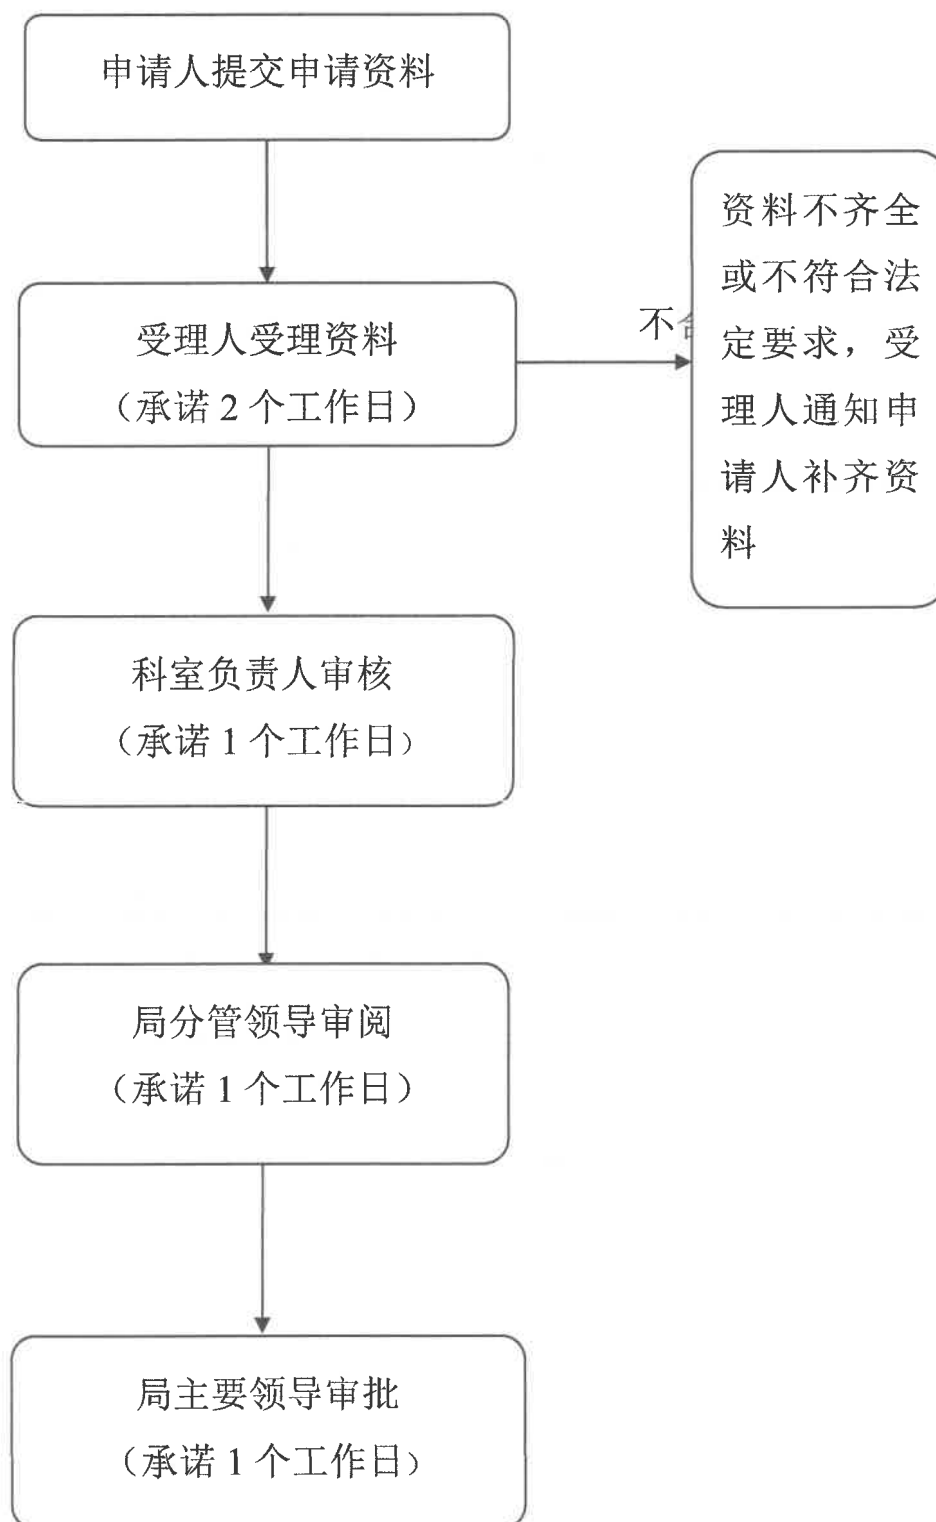 申请人提交申请资料
受理人受理资料
（承诺 2 个工作日）
不
资料不齐全
或不符合法
定要求，受
理人通知申
请人补齐资
料
科室负责人审核
（承诺 1 个工作日）
局分管领导审阅
（承诺 1 个工作日）
局主要领导审批
（承诺 1 个工作日）